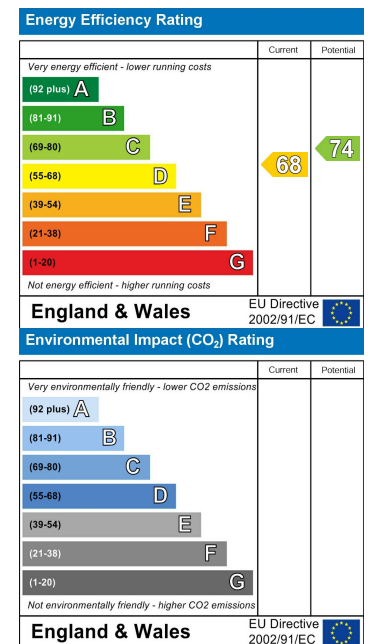 Energy Efficiency Rating
Current Potential
Very energy efficient - lower running costs
(92 plus) A
(81-91) B
(69-80) C
(55-68) D
(39-54) E
(21-38) F
(1-20) G
68
74
Not energy efficient - higher running costs
England & Wales
EU Directive
2002/91/EC
Environmental Impact (CO₂) Rating
Current Potential
Very environmentally friendly - lower CO2 emissions
(92 plus) A
(81-91) B
(69-80) C
(55-68) D
(39-54) E
(21-38) F
(1-20) G
Not environmentally friendly - higher CO2 emissions
England & Wales
EU Directive
2002/91/EC